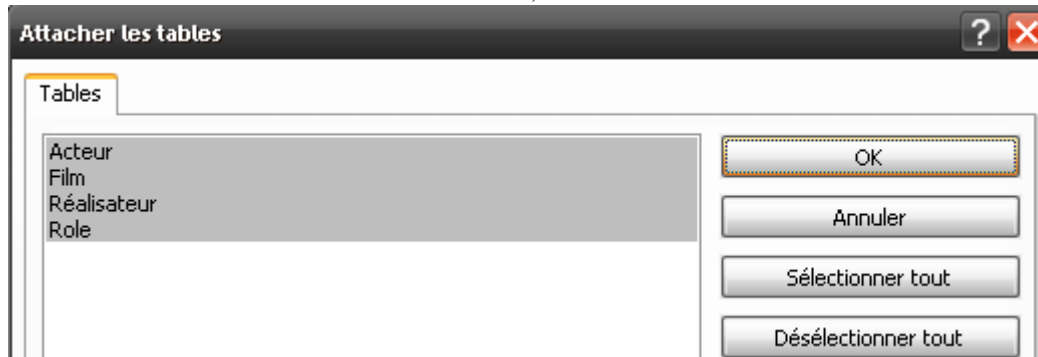 Attacher les tables
?
Tables
Acteur
Film
Réalisateur
Role
OK
Annuler
Sélectionner tout
Désélectionner tout